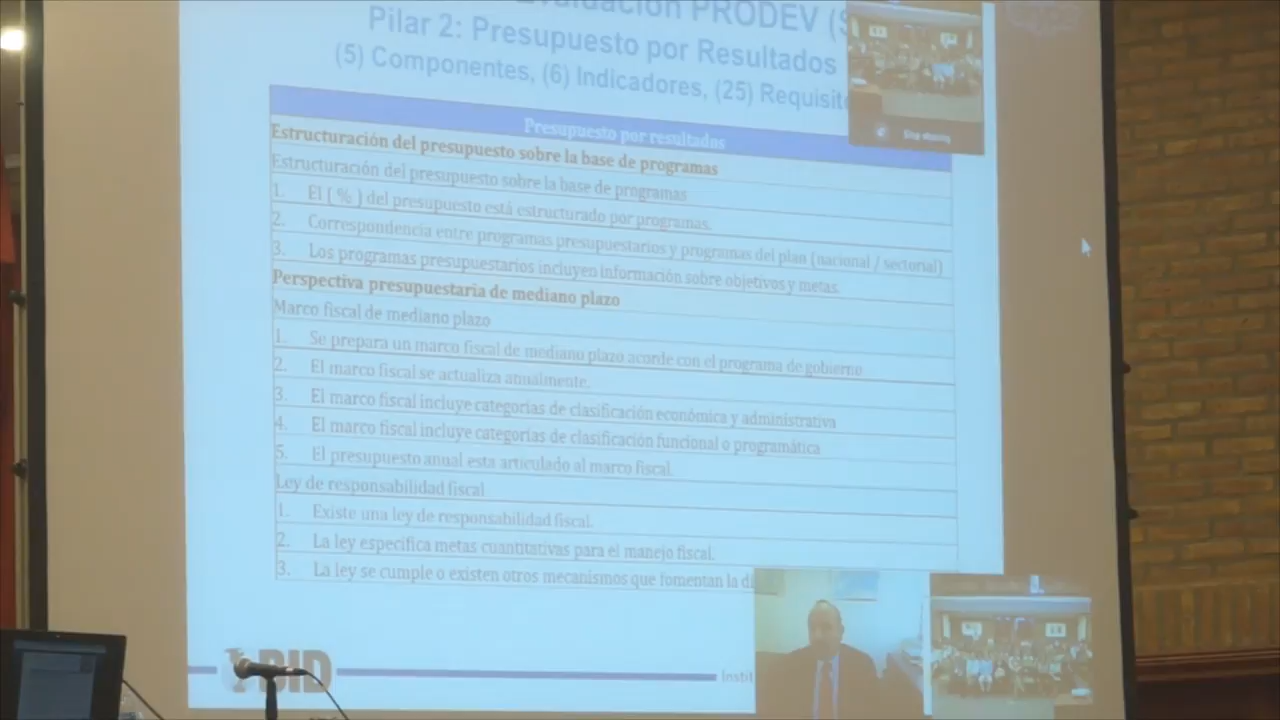 Evaluación PRODEV (S
Pilar 2: Presupuesto por Resultados
(5) Componentes, (6) Indicadores, (25) Requisit
Presupuesto por resultados
Estructuración del presupuesto sobre la base de programas
Estructuración del presupuesto sobre la base de programas
1. El ( % ) del presupuesto está estructurado por programas.
2. Correspondencia entre programas presupuestarios y programas del plan (nacional / sectorial)
3. Los programas presupuestarios incluyen información sobre objetivos y metas
Perspectiva presupuestaria de mediano plazo
Marco fiscal de mediano plazo
1. Se prepara un marco fiscal de mediano plazo acorde con el programa de gobierno
2. El marco fiscal se actualiza anualmente.
3. El marco fiscal incluye categorías de clasificación económica y administrativa
4. El marco fiscal incluye categorías de clasificación funcional o programática
5. El presupuesto anual esta articulado al marco fiscal.
Ley de responsabilidad fiscal
1. Existe una ley de responsabilidad fiscal.
2. La ley especifica metas cuantitativas para el manejo fiscal.
3. La ley se cumple o existen otros mecanismos que fomentan la di
BID
Instit